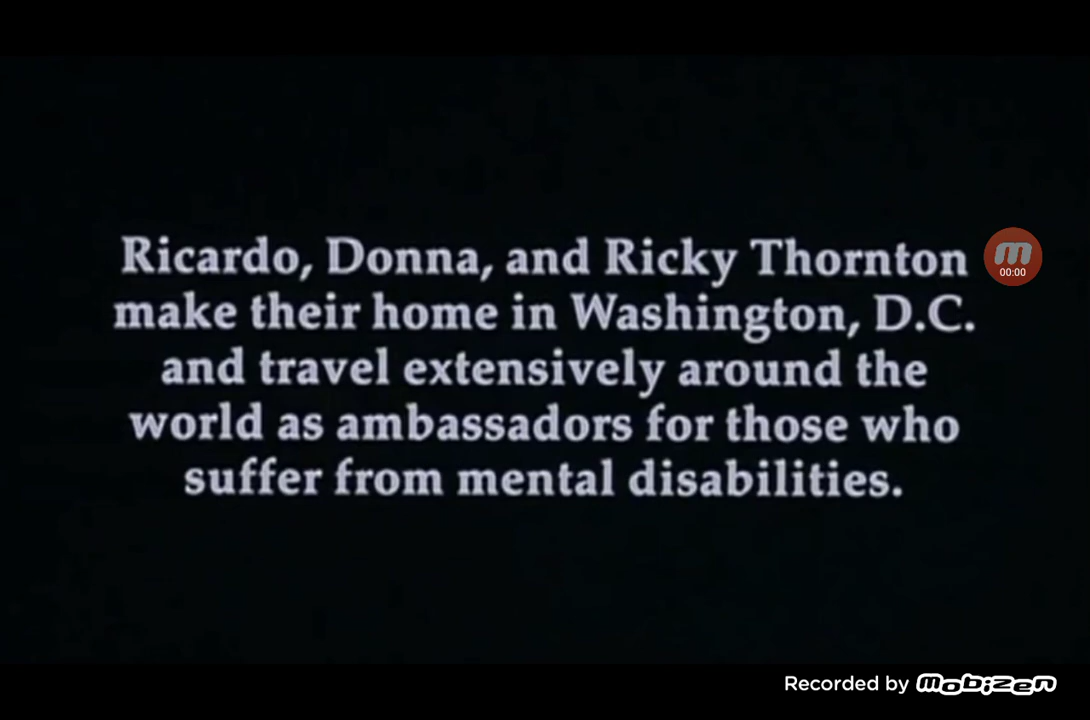 Ricardo, Donna, and Ricky Thornton
make their home in Washington, D.C.
and travel extensively around the
world as ambassadors for those who
suffer from mental disabilities.
00:00
Recorded by mobizen